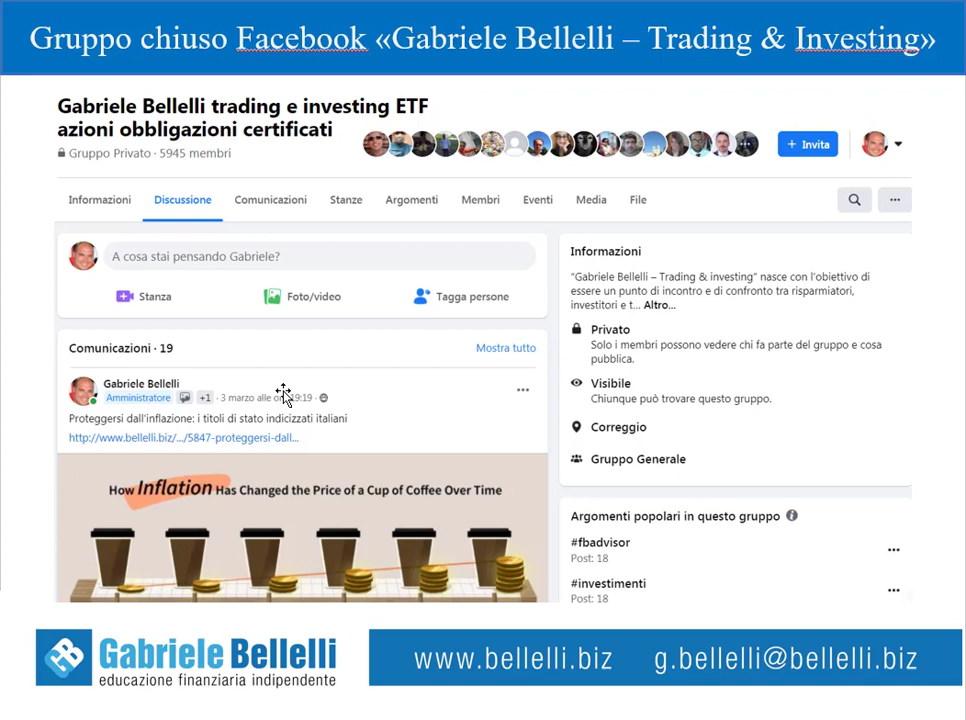 Gruppo chiuso Facebook «Gabriele Bellelli – Trading & Investing»
Gabriele Bellelli trading e investing ETF
azioni obbligazioni certificati
Gruppo Privato · 5945 membri
+ Invita
Informazioni
Discussione
Comunicazioni
Stanze
Argomenti
Membri
Eventi
Media
File
A cosa stai pensando Gabriele?
Stanza
Foto/video
Tagga persone
Comunicazioni · 19
Mostra tutto
Gabriele Bellelli
Amministratore +1 · 3 marzo alle 19:19 ·
Proteggersi dall'inflazione: i titoli di stato indicizzati italiani
http://www.bellelli.biz/.../5847-proteggersi-dall...
How Inflation Has Changed the Price of a Cup of Coffee Over Time
Informazioni
"Gabriele Bellelli – Trading & investing" nasce con l'obiettivo di
essere un punto di incontro e di confronto tra risparmiatori,
investitori e t... Altro...
Privato
Solo i membri possono vedere chi fa parte del gruppo e cosa
pubblica.
Visibile
Chiunque può trovare questo gruppo.
Correggio
Gruppo Generale
Argomenti popolari in questo gruppo
#fbadvisor
Post: 18
#investimenti
Post: 18
Gabriele Bellelli
educazione finanziaria indipendente
www.bellelli.biz g.bellelli@bellelli.biz